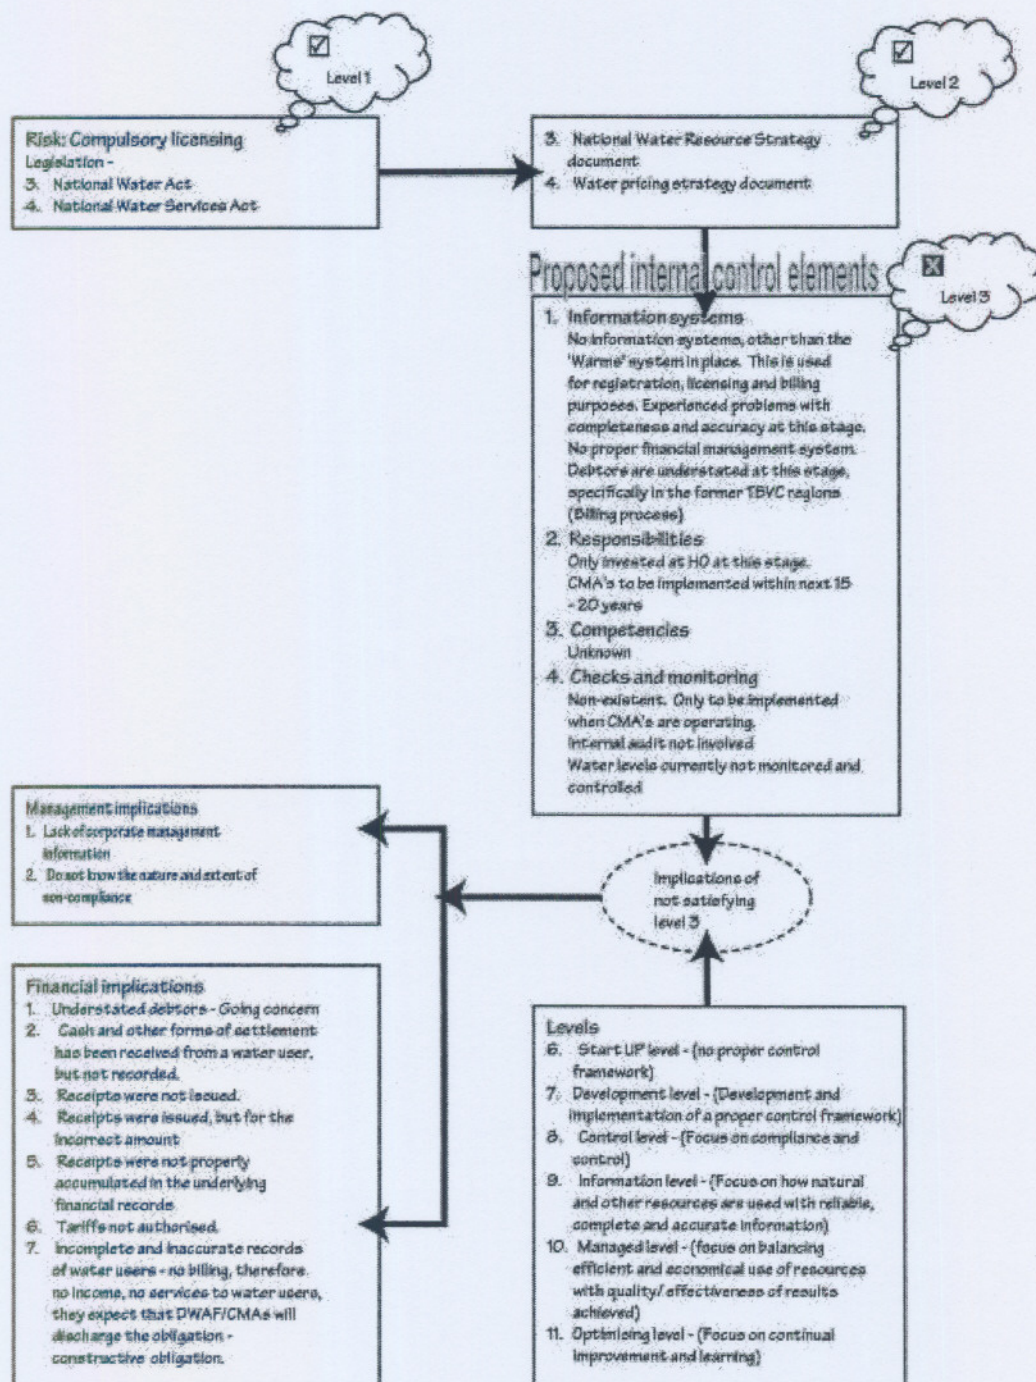 Level 1
Level 2
Risk: Compulsory licensing
Legislation -
3. National Water Act
4. National Water Services Act
3. National Water Resource Strategy
document
4. Water pricing strategy document
Proposed internal control elements
Level 3
1. Information systems
No information systems, other than the
'Warms' system in place. This is used
for registration, licensing and billing
purposes. Experienced problems with
completeness and accuracy at this stage.
No proper financial management system.
Debtors are understated at this stage,
specifically in the former TBVC regions
(Billing process)
2. Responsibilities
Only invested at HO at this stage.
CMA's to be implemented within next 15
- 20 years
3. Competencies
Unknown
4. Checks and monitoring
Non-existent. Only to be implemented
when CMA's are operating.
Internal audit not involved
Water levels currently not monitored and
controlled
Management implications
1. Lack of corporate management
information
2. Do not know the nature and extent of
non-compliance
Implications of
not satisfying
level 3
Financial implications
1. Understated debtors - Going concern
2. Cash and other forms of settlement
has been received from a water user,
but not recorded.
3. Receipts were not issued.
4. Receipts were issued, but for the
incorrect amount
5. Receipts were not properly
accumulated in the underlying
financial records
6. Tariffs not authorised.
7. Incomplete and inaccurate records
of water users - no billing, therefore
no income, no services to water users,
they expect that DWAF/CMAs will
discharge the obligation -
constructive obligation.
Levels
6. Start UP level - (no proper control
framework)
7. Development level - (Development and
implementation of a proper control framework)
8. Control level - (Focus on compliance and
control)
9. Information level - (Focus on how natural
and other resources are used with reliable,
complete and accurate information)
10. Managed level - (focus on balancing
efficient and economical use of resources
with quality/ effectiveness of results
achieved)
11. Optimising level - (Focus on continual
improvement and learning)